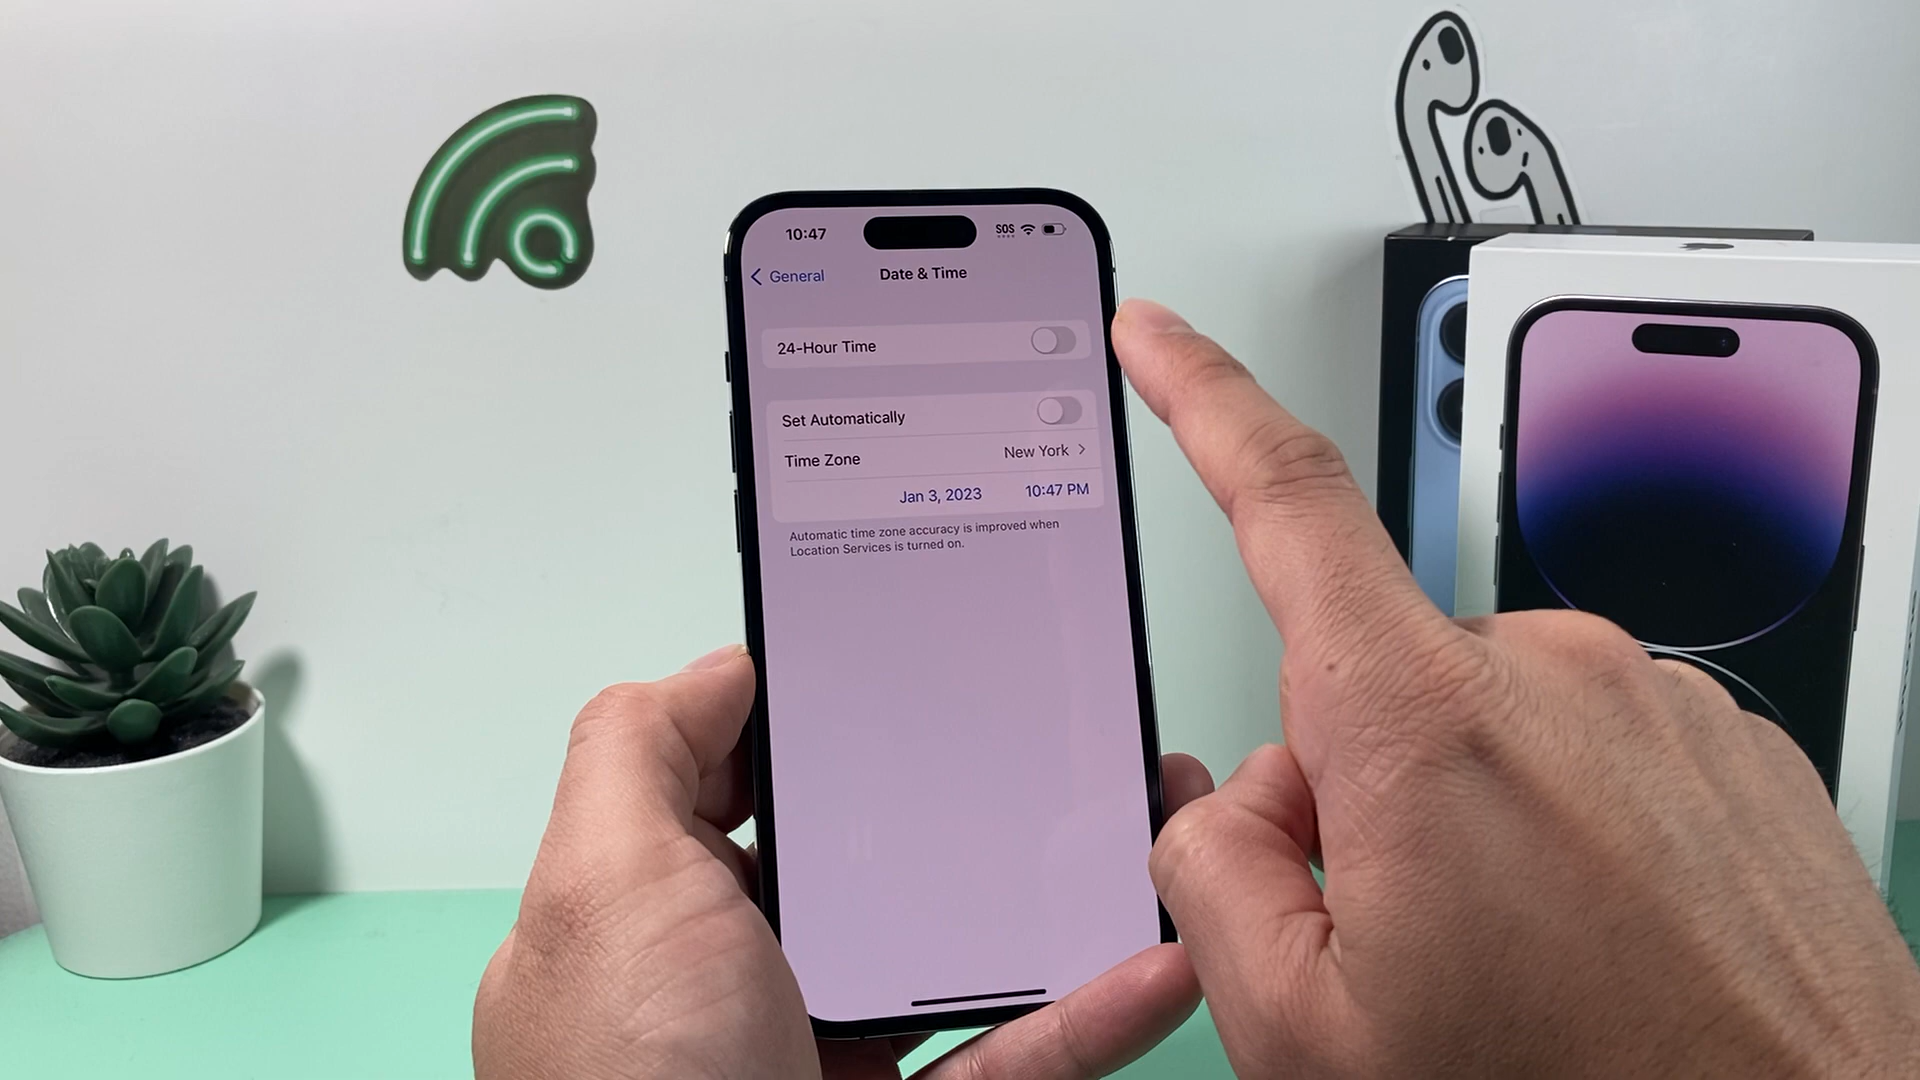 10:47 SOS
General Date & Time
24-Hour Time
Set Automatically
Time Zone New York
Jan 3, 2023 10:47 PM
Automatic time zone accuracy is improved when
Location Services is turned on.